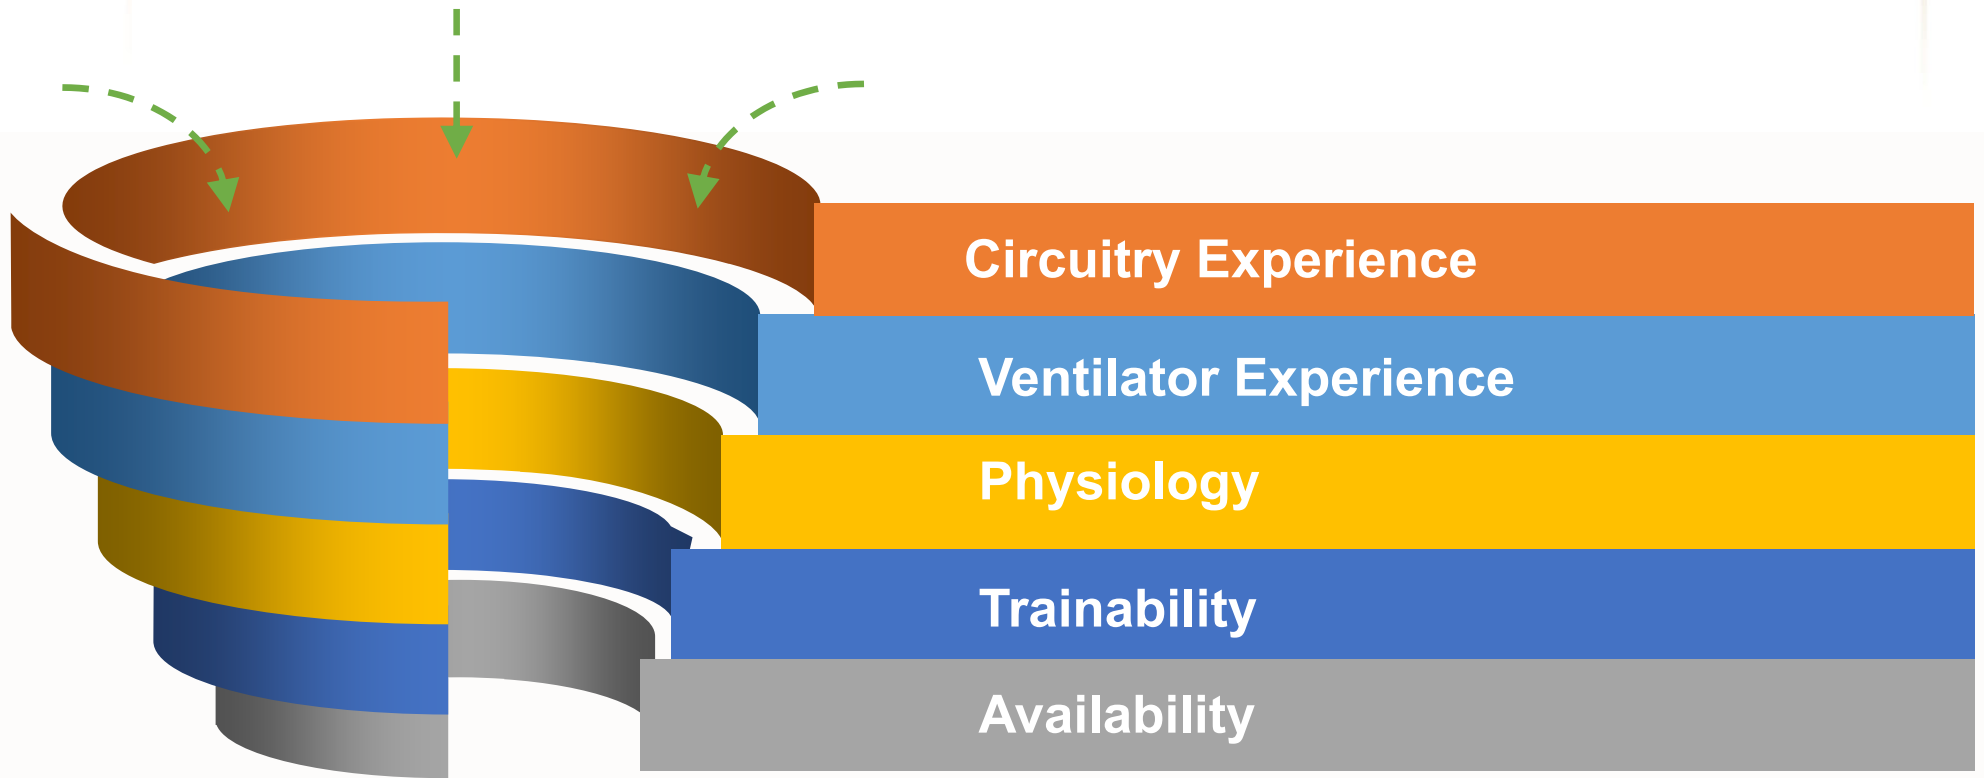 Circuitry Experience
Ventilator Experience
Physiology
Trainability
Availability